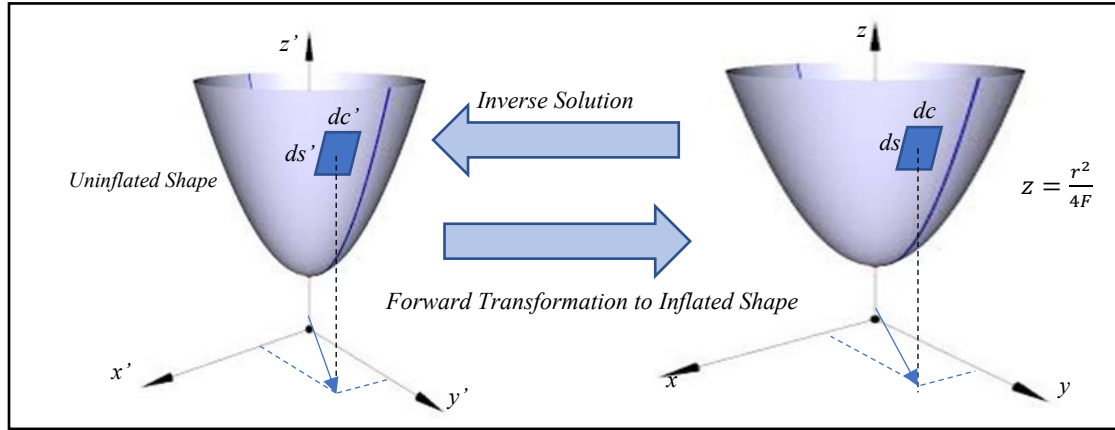 z’
z
Inverse Solution
dc’
dc
ds’
ds
Uninflated Shape
z = r²/4F
Forward Transformation to Inflated Shape
x’
x
y’
y